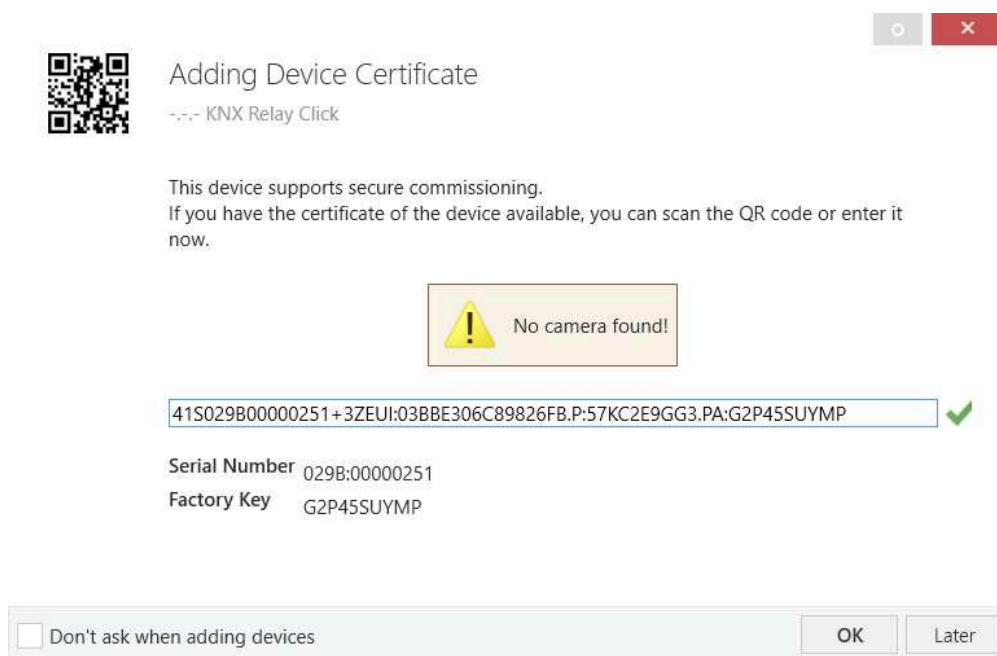 Adding Device Certificate
-.-.- KNX Relay Click
This device supports secure commissioning.
If you have the certificate of the device available, you can scan the QR code or enter it
now.
No camera found!
41S029B00000251+3ZEUI:03BBE306C89826FB.P:57KC2E9GG3.PA:G2P45SUYMP
Serial Number 029B:00000251
Factory Key G2P45SUYMP
Don't ask when adding devices
OK
Later